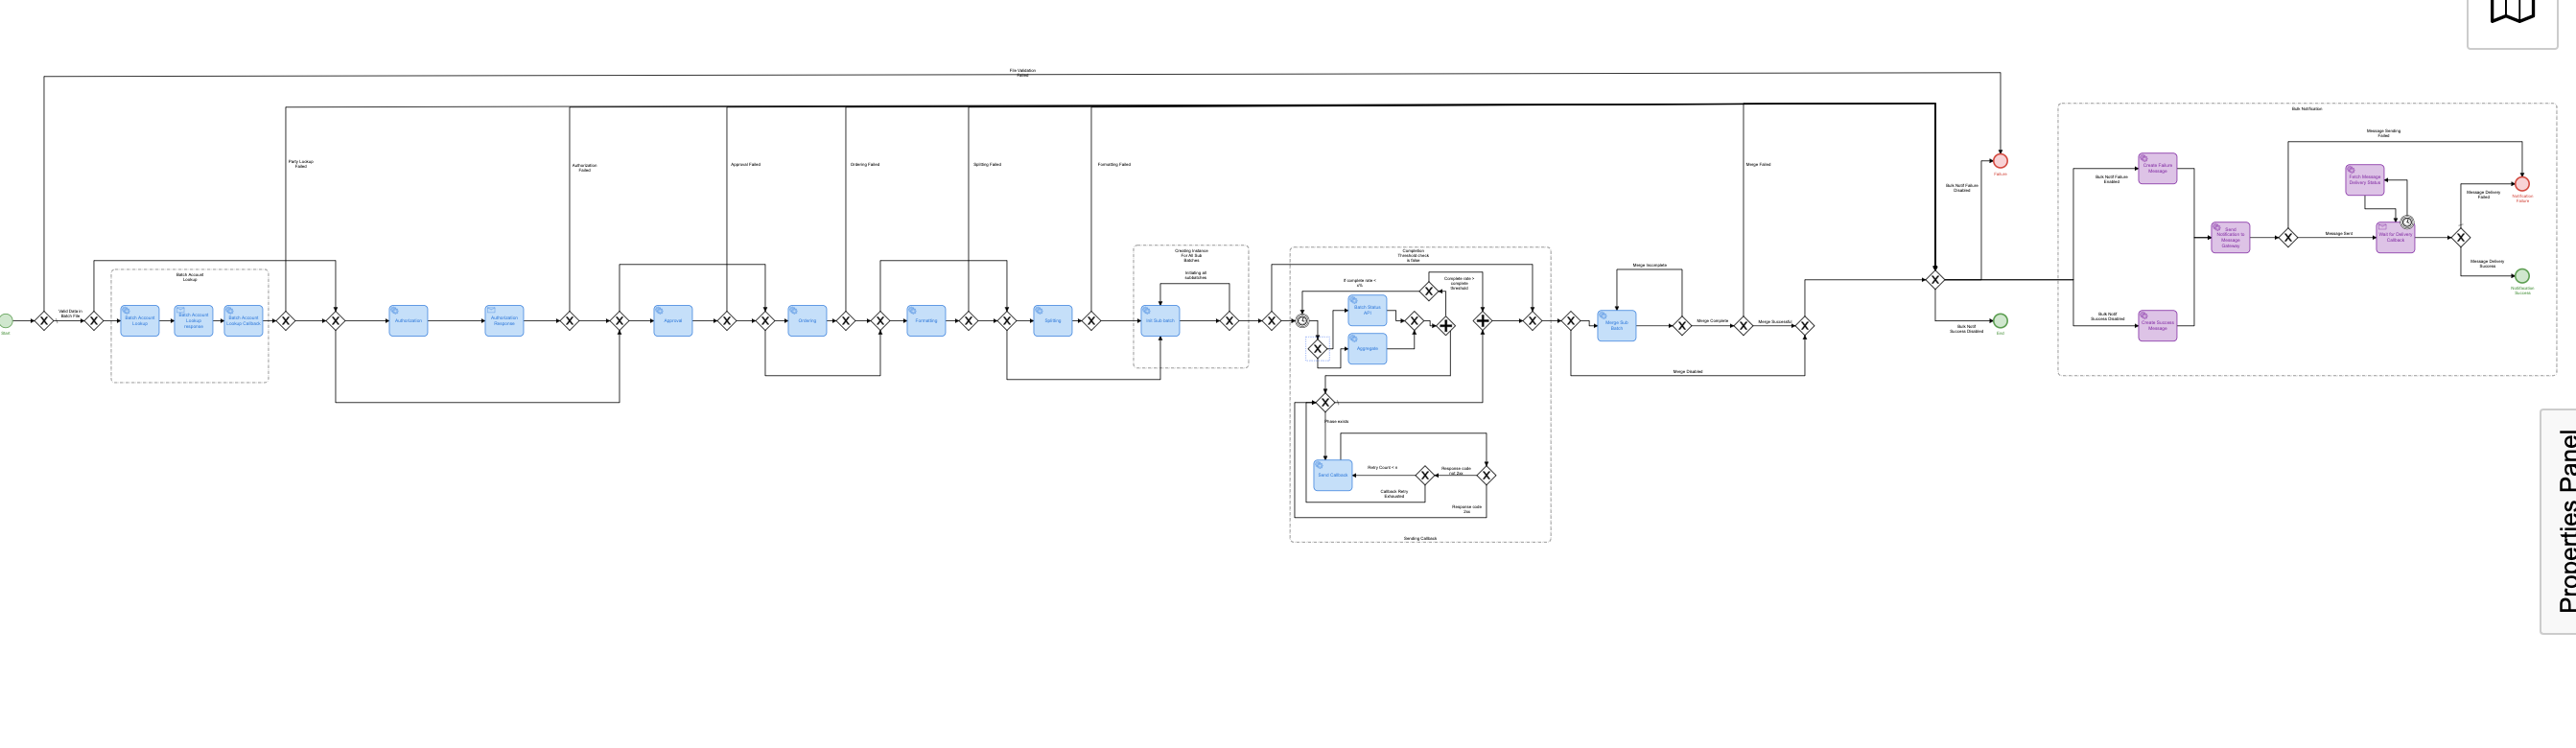 File Validation
Failed
Bulk Notification
Message Sending
Failed
Party Lookup
Failed
Authorization
Failed
Approval Failed
Ordering Failed
Splitting Failed
Formatting Failed
Merge Failed
Failure
Bulk Notif Failure
Disabled
Bulk Notif Failure
Enabled
Create Failure
Message
Fetch Message
Delivery Status
Message Delivery
Failed
Notification
Failure
Send
Notification to
Message
Gateway
Message Sent
Wait for Delivery
Callback
Message Delivery
Success
Notification
Success
Batch Account
Lookup
Creating Instance
For All Sub
Batches
Initialing all
subbatches
Completion
Threshold check
is false
If complete rate <
x%
Complete rate >
complete
threshold
Merge Incomplete
Start
Valid Data in
Batch File
Batch Account
Lookup
Batch Account
Lookup
response
Batch Account
Lookup Callback
Authorization
Authorization
Response
Approval
Ordering
Formatting
Splitting
Init Sub batch
Batch Status
API
Aggregate
Merge Sub
Batch
Merge Complete
Merge Successful
Merge Disabled
Bulk Notif
Success Disabled
End
Bulk Notif
Success Disabled
Create Success
Message
Phase exists
Send Callback
Retry Count < x
Response code
not 2xx
Callback Retry
Exhausted
Response code
2xx
Sending Callback
Properties Panel